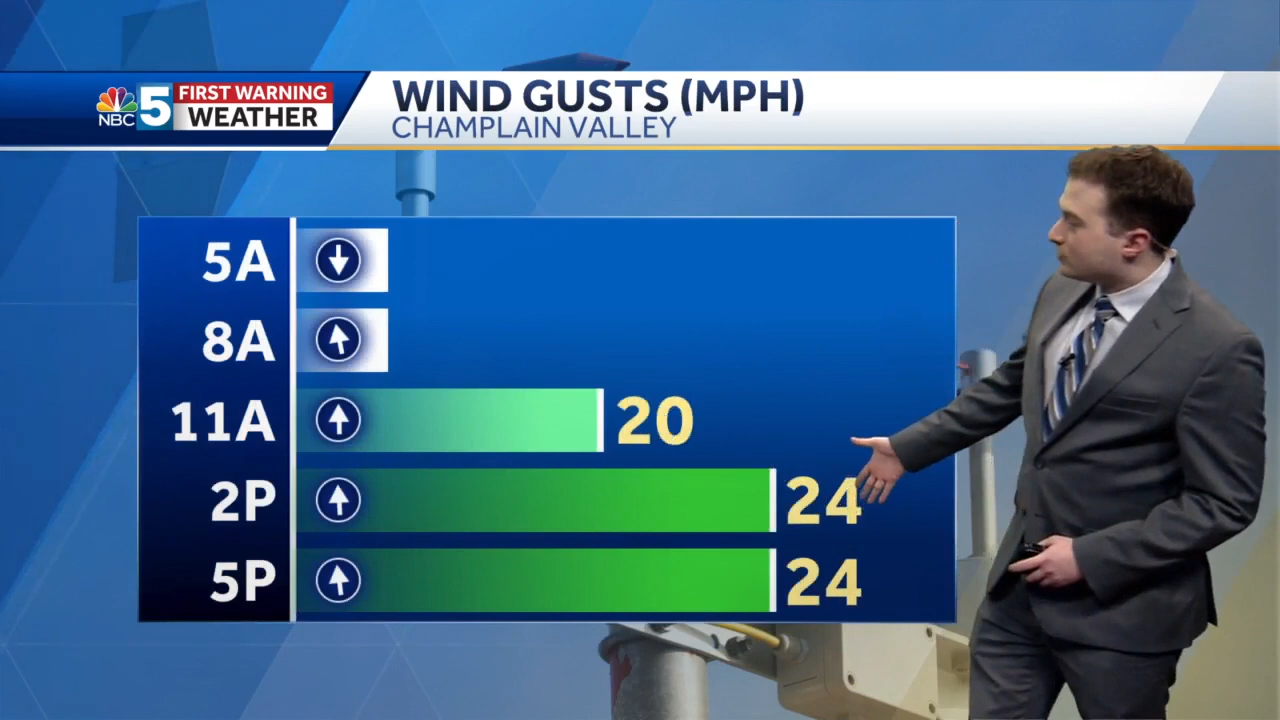 NBC 5 FIRST WARNING
WEATHER
WIND GUSTS (MPH)
CHAMPLAIN VALLEY
5A
8A
11A 20
2P 24
5P 24